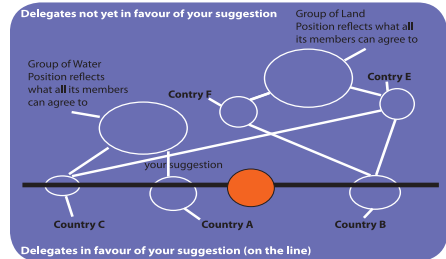 Delegates not yet in favour of your suggestion
Group of Land
Position reflects what all
its members can agree to
Group of Water
Position reflects
what all its members
can agree to
Contry F
Contry E
your suggestion
Country C
Country A
Country B
Delegates in favour of your suggestion (on the line)